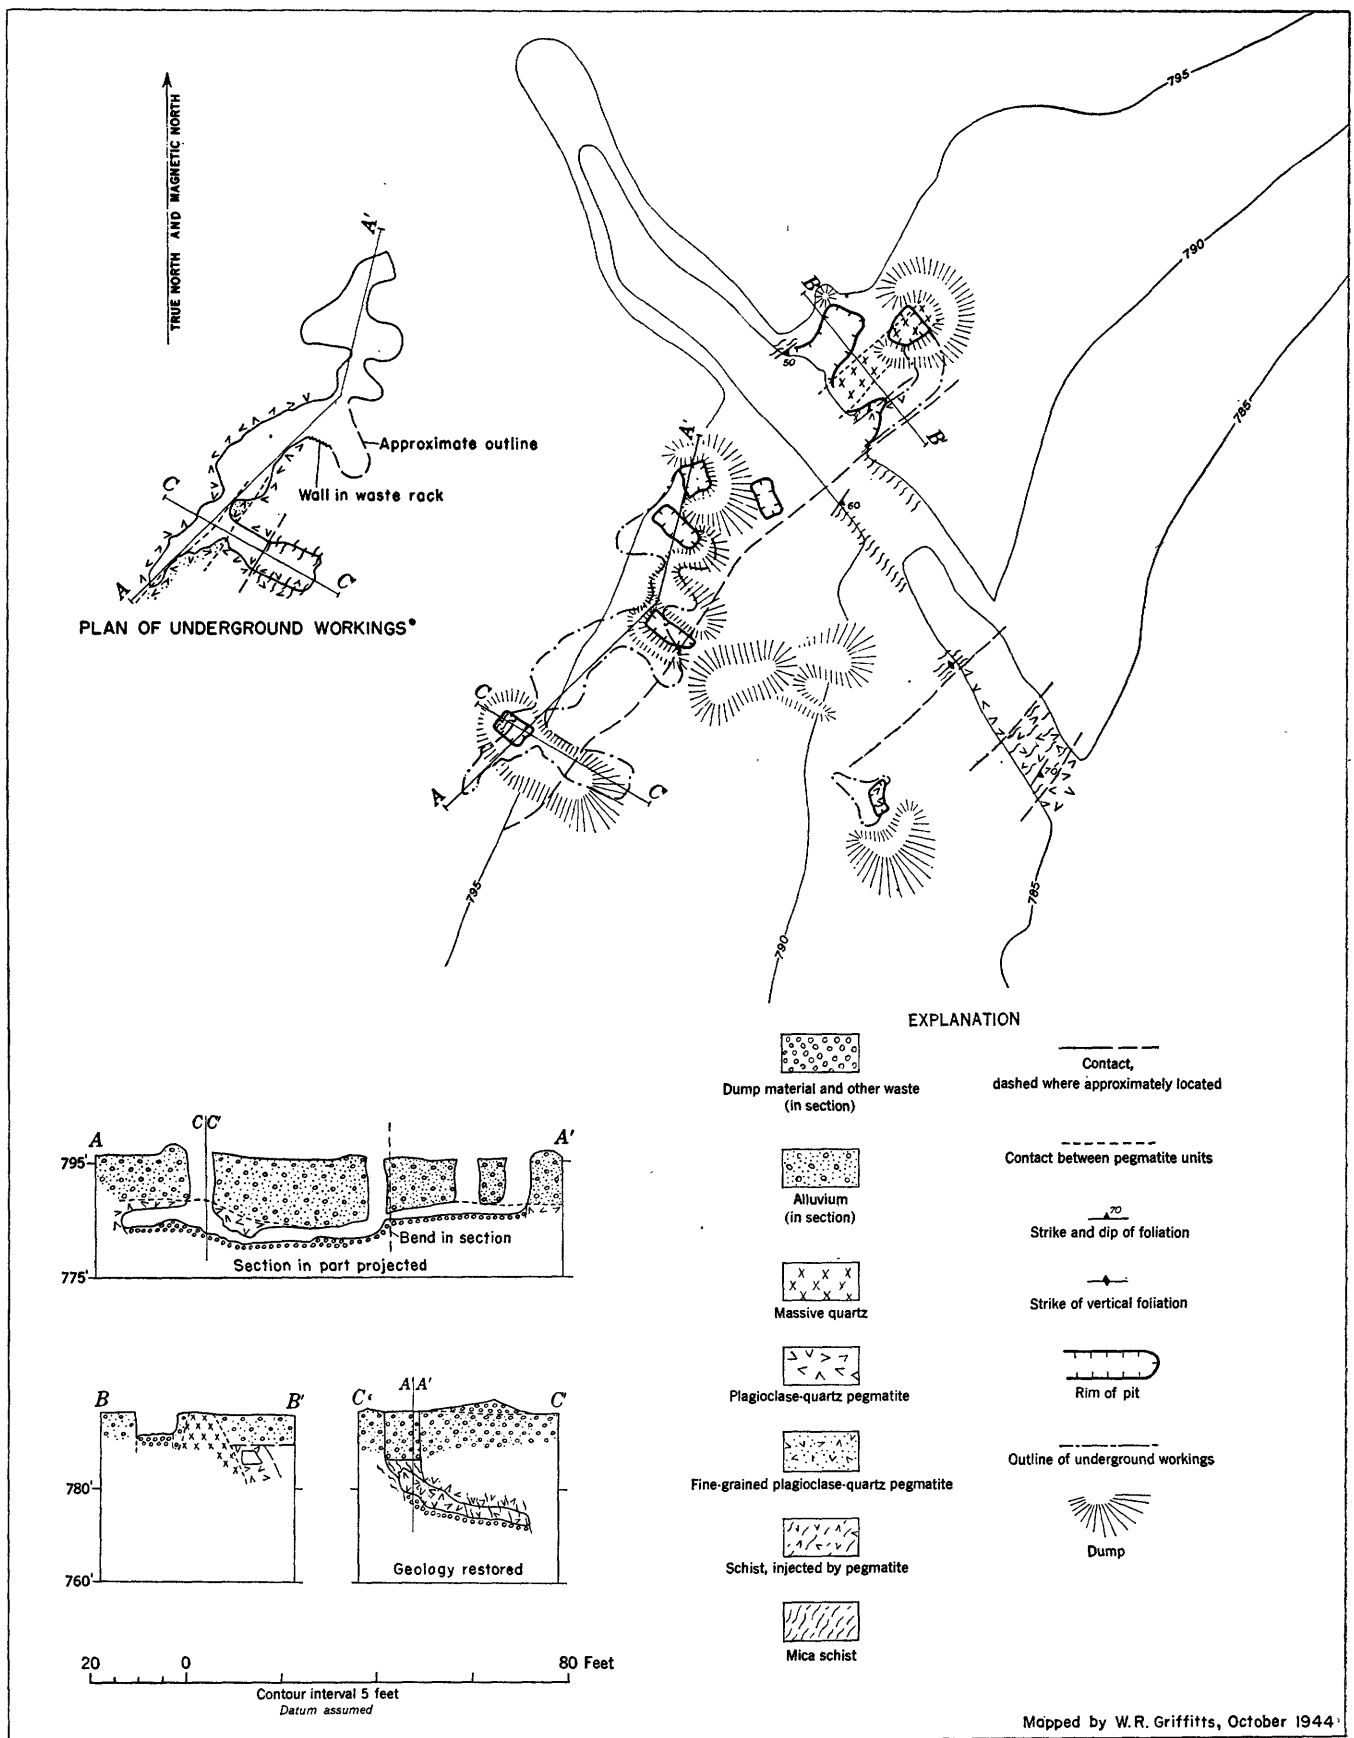 TRUE NORTH AND MAGNETIC NORTH
A'
Approximate outline
Wall in waste rack
C
C'
A
PLAN OF UNDERGROUND WORKINGS
795
790
785
B
50
B'
A'
60
C
A
C'
70
795
790
785
EXPLANATION
Dump material and other waste
(in section)
Alluvium
(in section)
Massive quartz
Plagioclase-quartz pegmatite
Fine-grained plagioclase-quartz pegmatite
Schist, injected by pegmatite
Mica schist
Contact,
dashed where approximately located
Contact between pegmatite units
70
Strike and dip of foliation
Strike of vertical foliation
Rim of pit
Outline of underground workings
Dump
A
C C'
A'
795'
Bend in section
Section in part projected
775'
B
B'
780'
760'
C'
A A'
C'
Geology restored
20 0 80 Feet
Contour interval 5 feet
Datum assumed
Mapped by W. R. Griffitts, October 1944